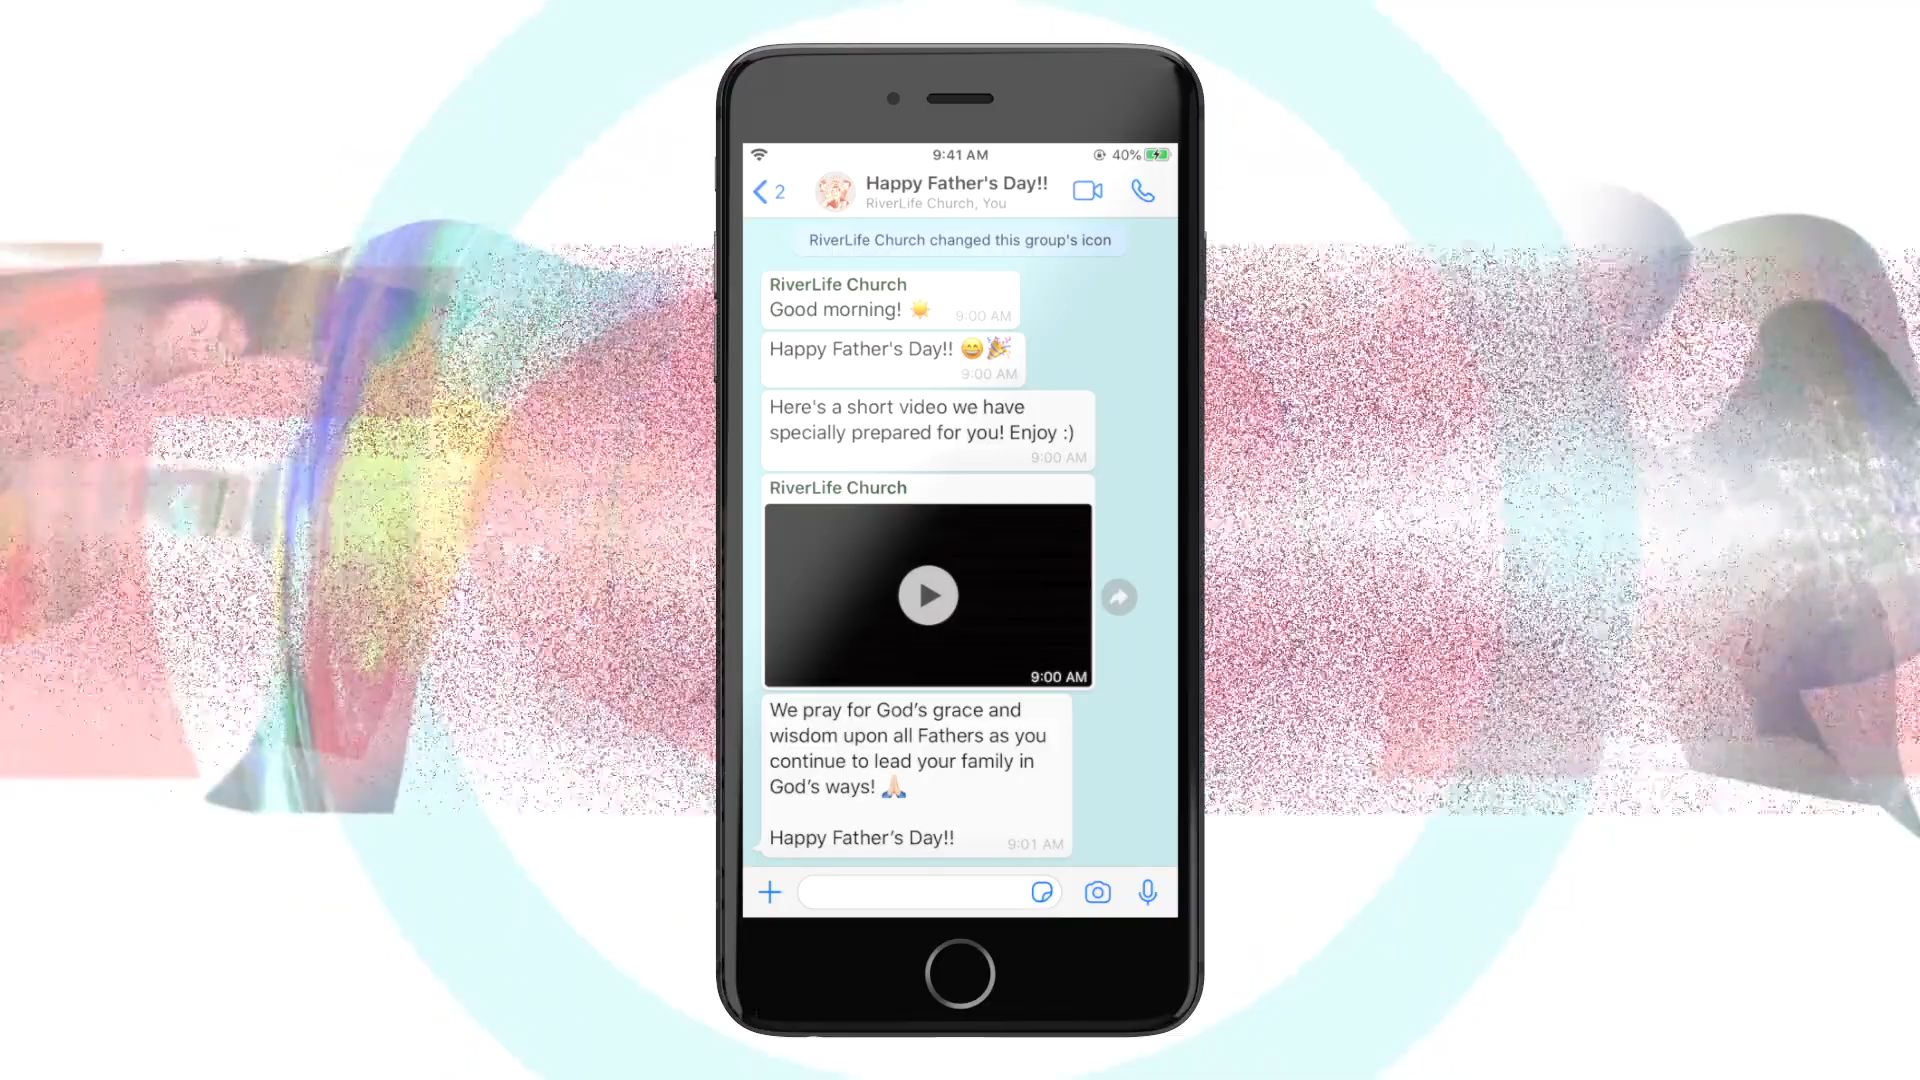 9:41 AM
40%
2
Happy Father's Day!!
RiverLife Church, You
RiverLife Church changed this group's icon
RiverLife Church
Good morning! ☀️
9:00 AM
Happy Father's Day!! 😄🎉
9:00 AM
Here's a short video we have
specially prepared for you! Enjoy :)
9:00 AM
RiverLife Church
9:00 AM
We pray for God’s grace and
wisdom upon all Fathers as you
continue to lead your family in
God’s ways! 🙏🏻
Happy Father’s Day!!
9:01 AM